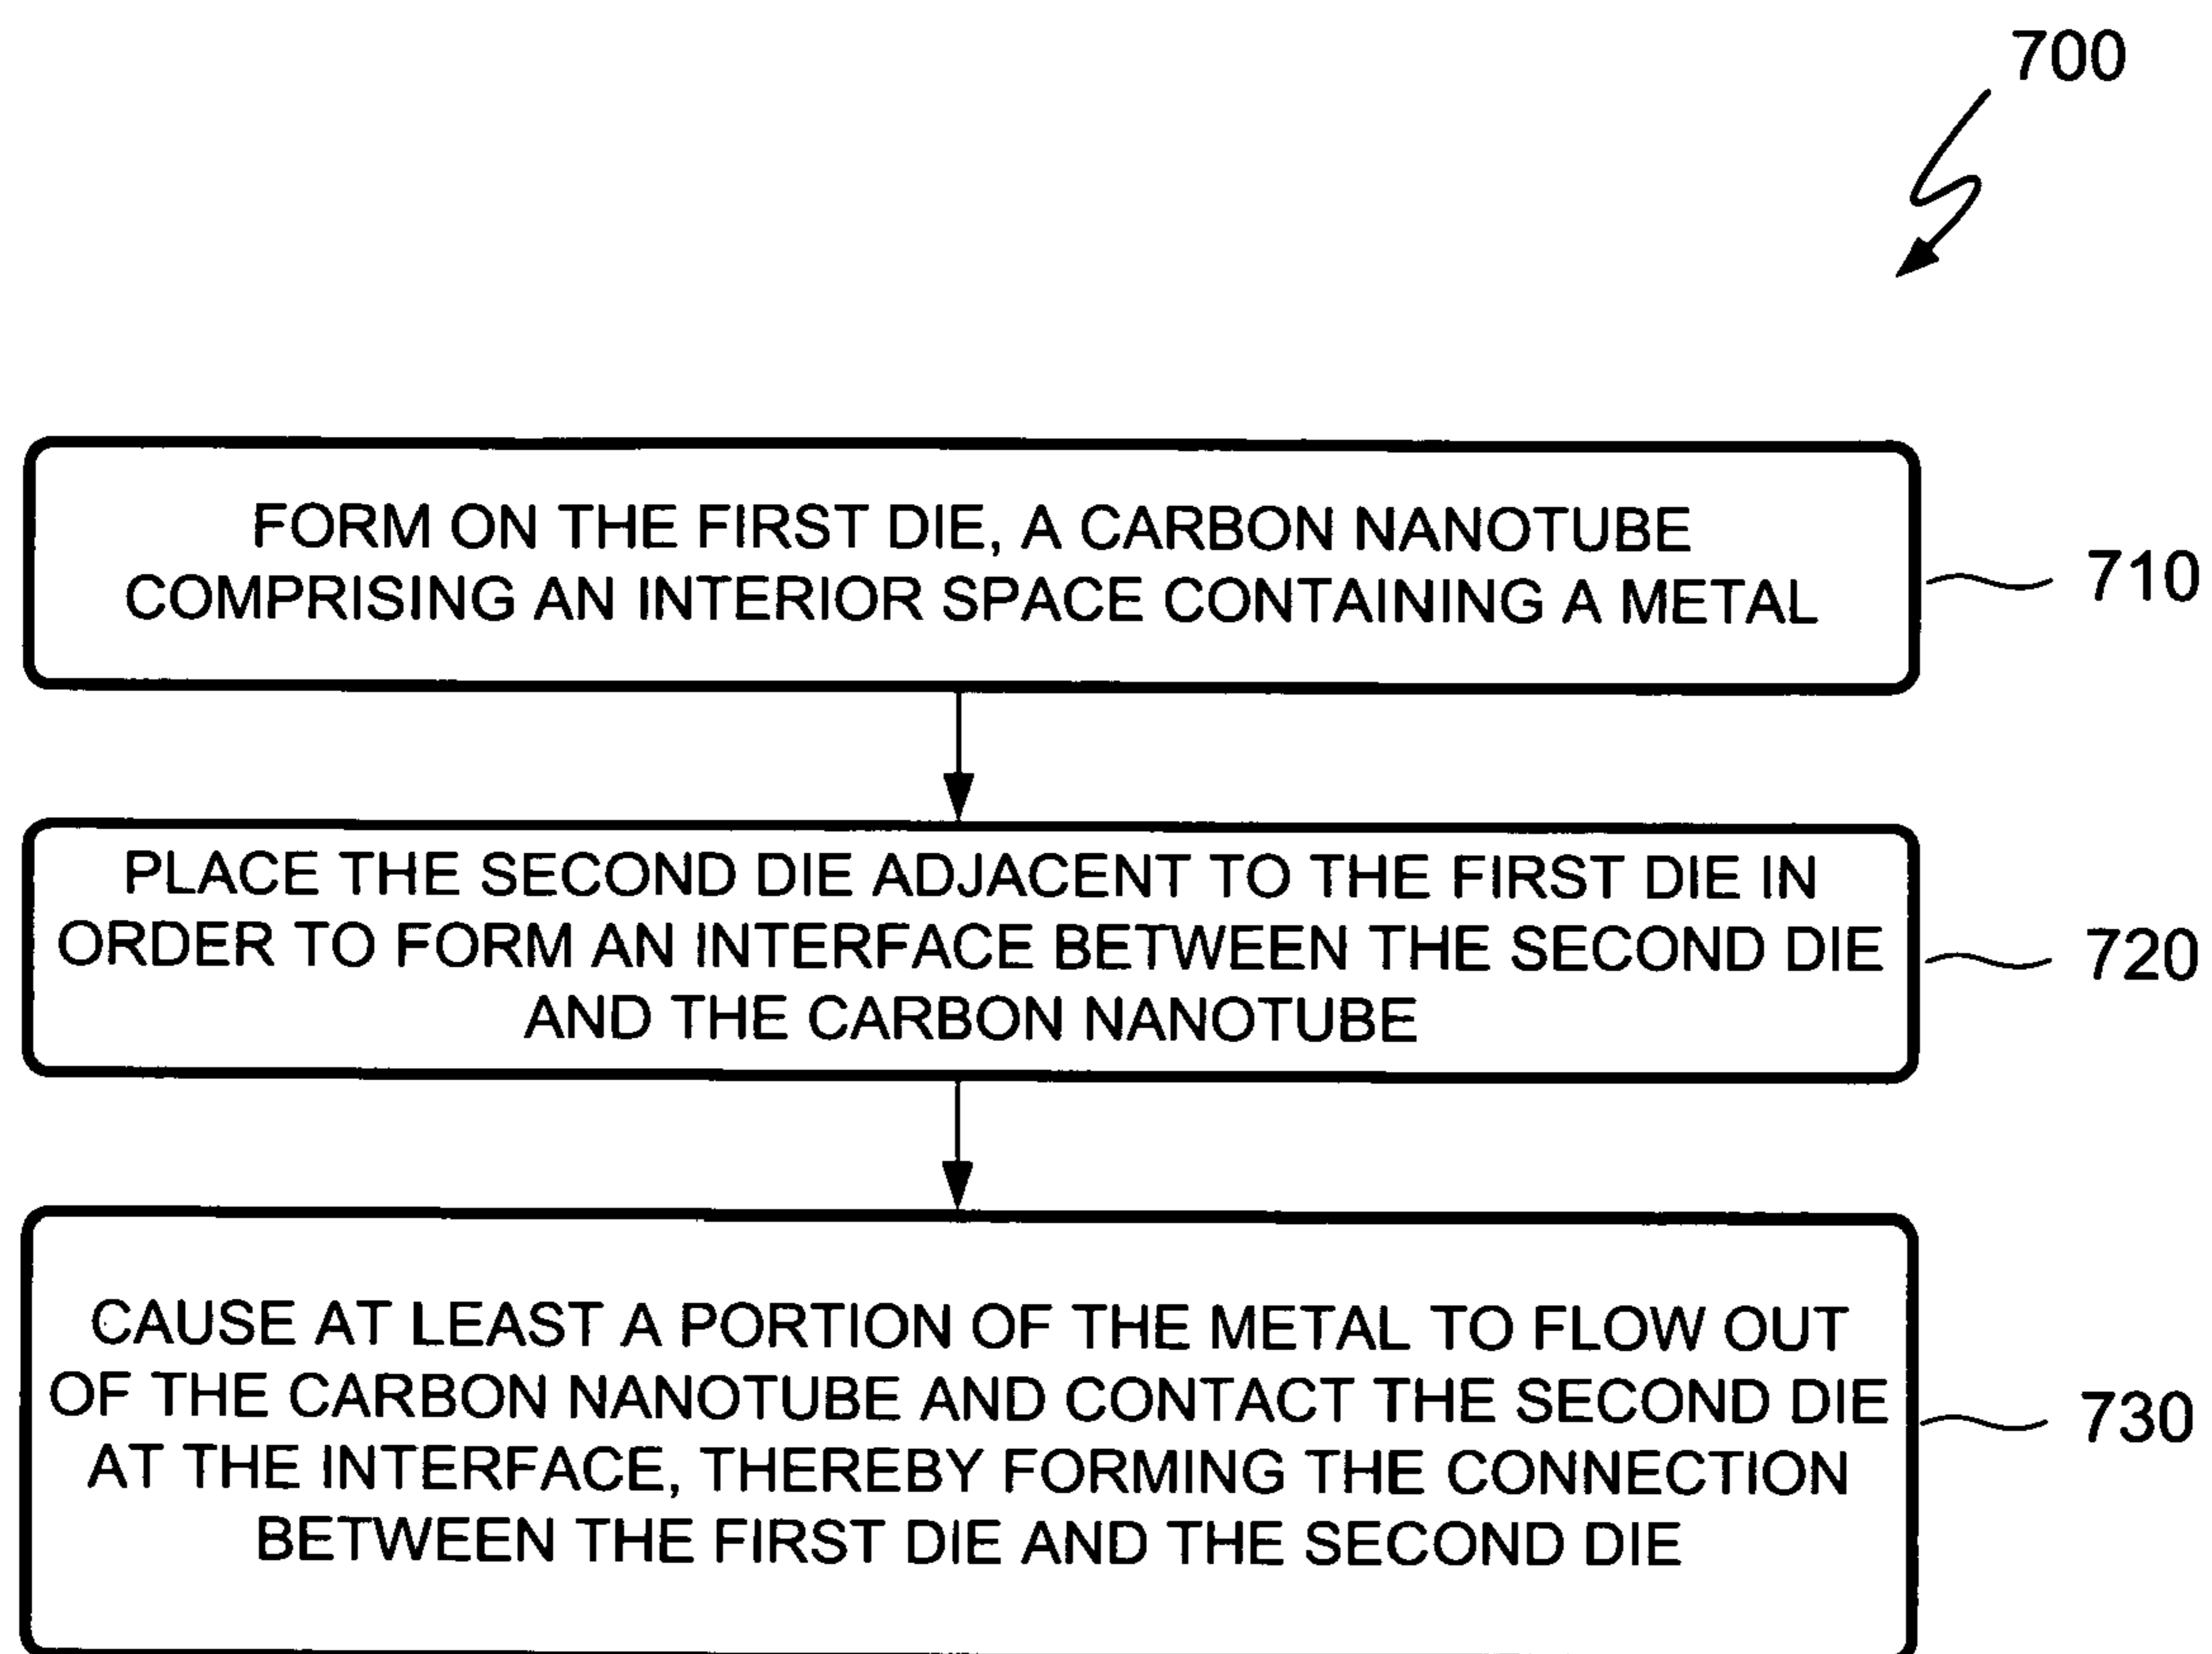 700
FORM ON THE FIRST DIE, A CARBON NANOTUBE
COMPRISING AN INTERIOR SPACE CONTAINING A METAL
710
PLACE THE SECOND DIE ADJACENT TO THE FIRST DIE IN
ORDER TO FORM AN INTERFACE BETWEEN THE SECOND DIE
AND THE CARBON NANOTUBE
720
CAUSE AT LEAST A PORTION OF THE METAL TO FLOW OUT
OF THE CARBON NANOTUBE AND CONTACT THE SECOND DIE
AT THE INTERFACE, THEREBY FORMING THE CONNECTION
BETWEEN THE FIRST DIE AND THE SECOND DIE
730